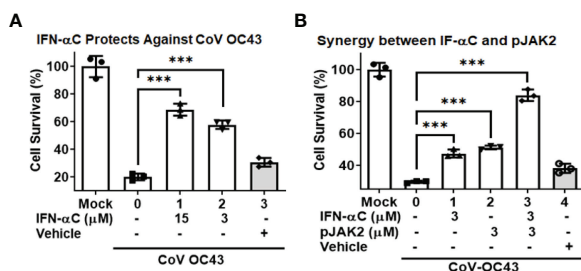 A
IFN-αC Protects Against CoV OC43
Cell Survival (%)
100
80
60
40
20
***
***
Mock 0 1 2 3
IFN-αC (μM) - - 15 3 -
Vehicle - - - - +
CoV OC43
B
Synergy between IF-αC and pJAK2
Cell Survival (%)
100
80
60
40
***
***
***
Mock 0 1 2 3 4
IFN-αC (μM) - - 3 - 3 -
pJAK2 (μM) - - - 3 3 -
Vehicle - - - - - +
CoV-OC43